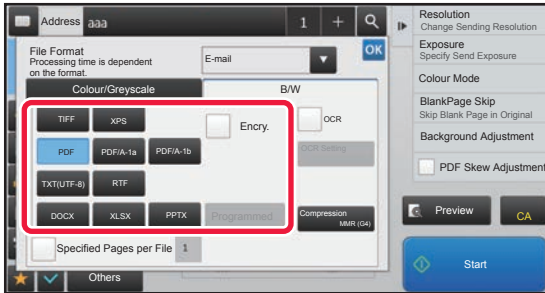 Address aaa 1 +
File Format
Processing time is dependent
on the format.
E-mail
OK
Colour/Greyscale
B/W
TIFF XPS
Encry.
OCR
PDF PDF/A-1a PDF/A-1b
OCR Setting
TXT(UTF-8) RTF
DOCX XLSX PPTX
Programmed
Compression
MMR (G4)
Specified Pages per File 1
Others
Resolution
Change Sending Resolution
Exposure
Specify Send Exposure
Colour Mode
BlankPage Skip
Skip Blank Page in Original
Background Adjustment
PDF Skew Adjustment
Preview
CA
Start